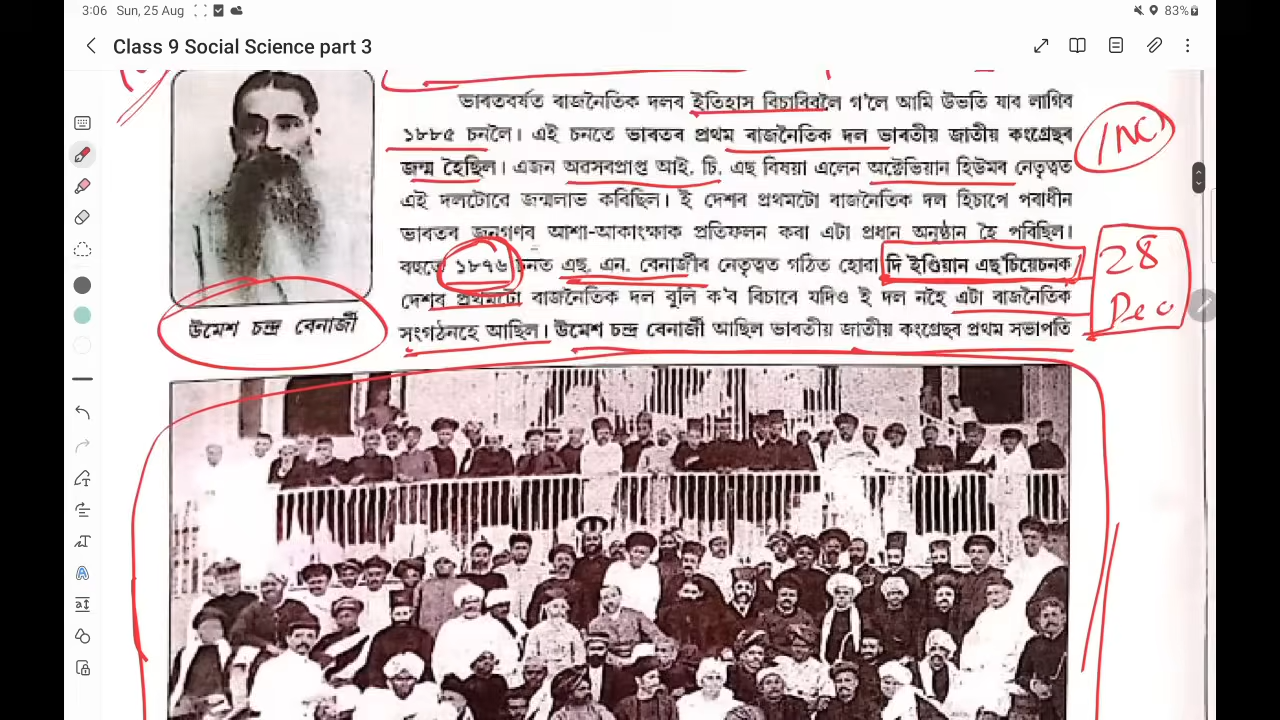 3:06 Sun, 25 Aug
83%
Class 9 Social Science part 3
ভাৰতবৰ্ষত ৰাজনৈতিক দলৰ ইতিহাস বিচাৰিবলৈ গ'লে আমি উভতি যাব লাগিব
১৮৮৫ চনলৈ। এই চনতে ভাৰতৰ প্ৰথম ৰাজনৈতিক দল ভাৰতীয় জাতীয় কংগ্ৰেছৰ
INC
জন্ম হৈছিল। এজন অৱসৰপ্ৰাপ্ত আই. চি. এছ বিষয়া এলেন অক্টেভিয়ান হিউমৰ নেতৃত্বত
এই দলটোৱে জন্মলাভ কৰিছিল। ই দেশৰ প্ৰথমটো ৰাজনৈতিক দল হিচাপে পৰাধীন
ভাৰতৰ জনগণৰ আশা-আকাংক্ষাক প্ৰতিফলন কৰা এটা প্ৰধান অনুষ্ঠান হৈ পৰিছিল।
বহুতে ১৮৭৬ চনত এছ. এন. বেনাৰ্জীৰ নেতৃত্বত গঠিত হোৱা দি ইণ্ডিয়ান এছ'চিয়েচনক
28 Dec
দেশৰ প্ৰথমটো ৰাজনৈতিক দল বুলি ক'ব বিচাৰে যদিও ই দল নহৈ এটা ৰাজনৈতিক
সংগঠনহে আছিল। উমেশ চন্দ্ৰ বেনাৰ্জী আছিল ভাৰতীয় জাতীয় কংগ্ৰেছৰ প্ৰথম সভাপতি
উমেশ চন্দ্ৰ বেনাৰ্জী